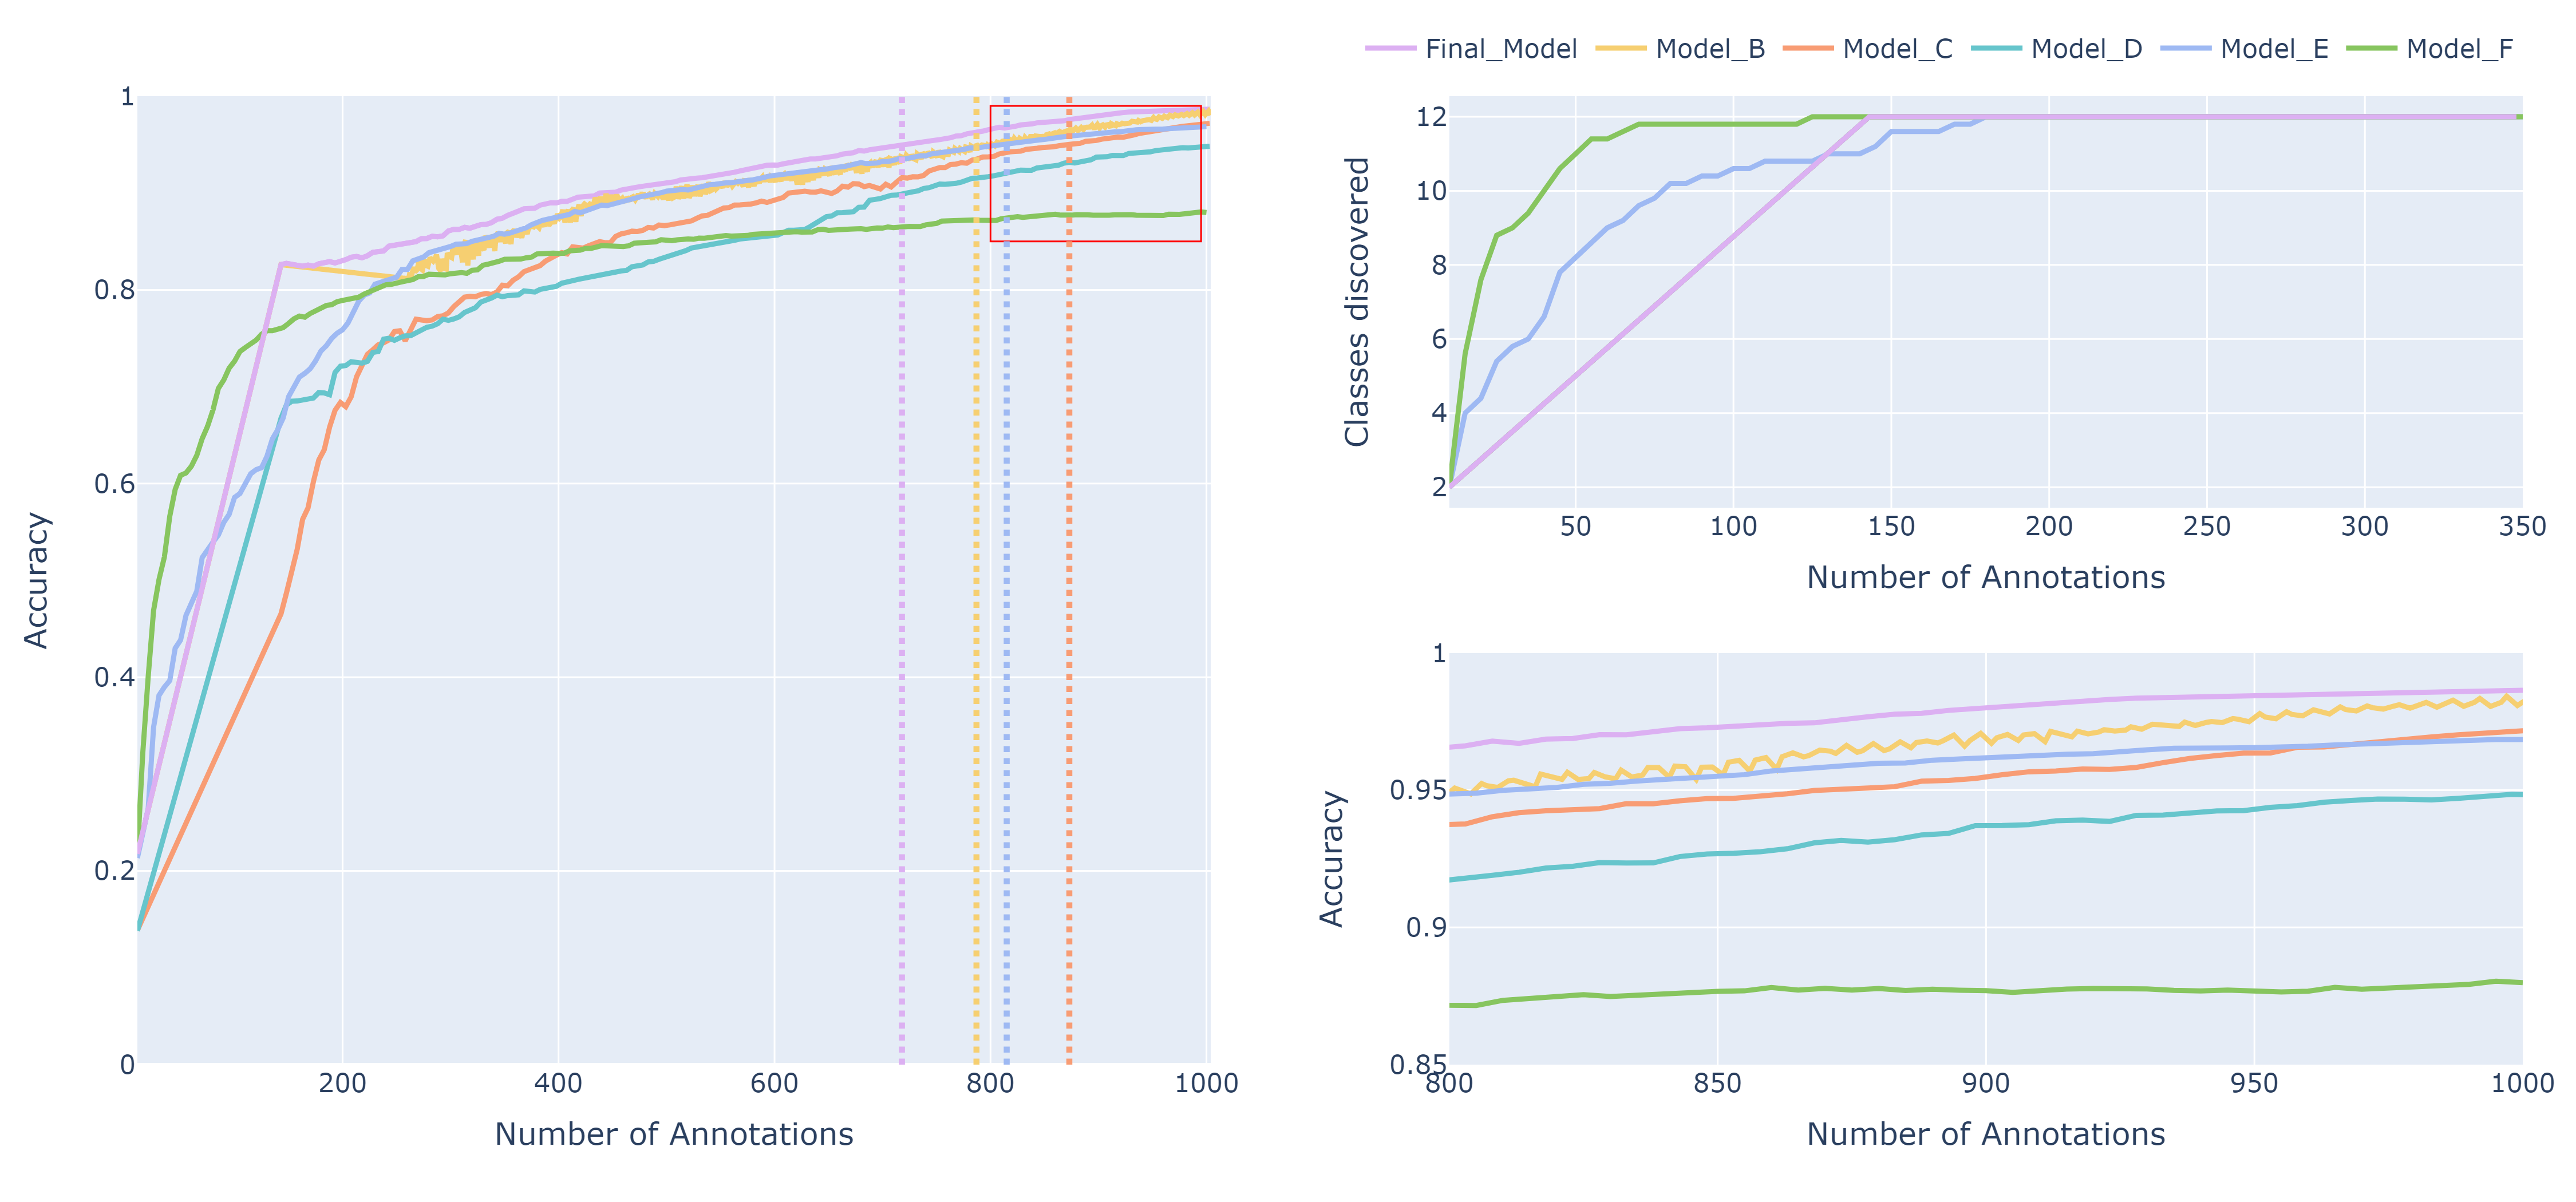 Final_Model Model_B Model_C Model_D Model_E Model_F
1
0.8
0.6
0.4
0.2
0
200 400 600 800 1000
Number of Annotations
Accuracy
12
10
8
6
4
2
50 100 150 200 250 300 350
Number of Annotations
Classes discovered
1
0.95
0.9
0.85
800 850 900 950 1000
Number of Annotations
Accuracy